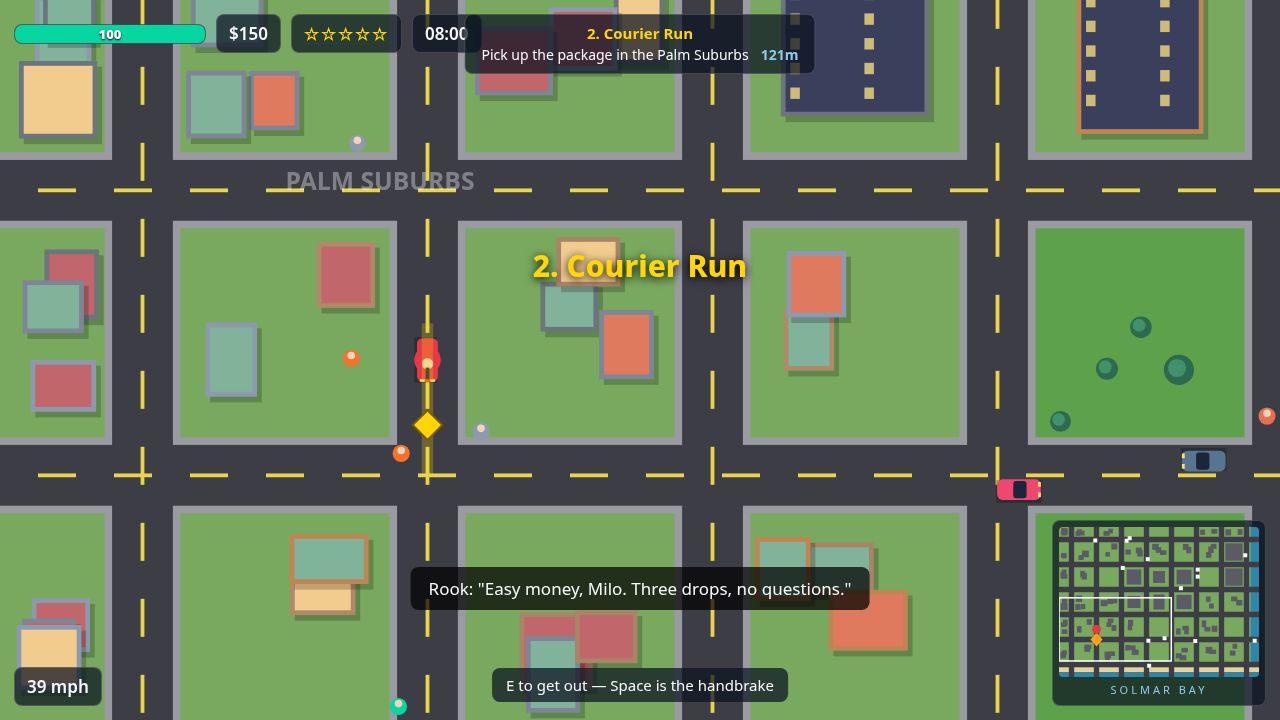 100
$150
☆☆☆☆☆
08:00
2. Courier Run
Pick up the package in the Palm Suburbs 121m
PALM SUBURBS
2. Courier Run
Rook: "Easy money, Milo. Three drops, no questions."
39 mph
E to get out — Space is the handbrake
SOLMAR BAY